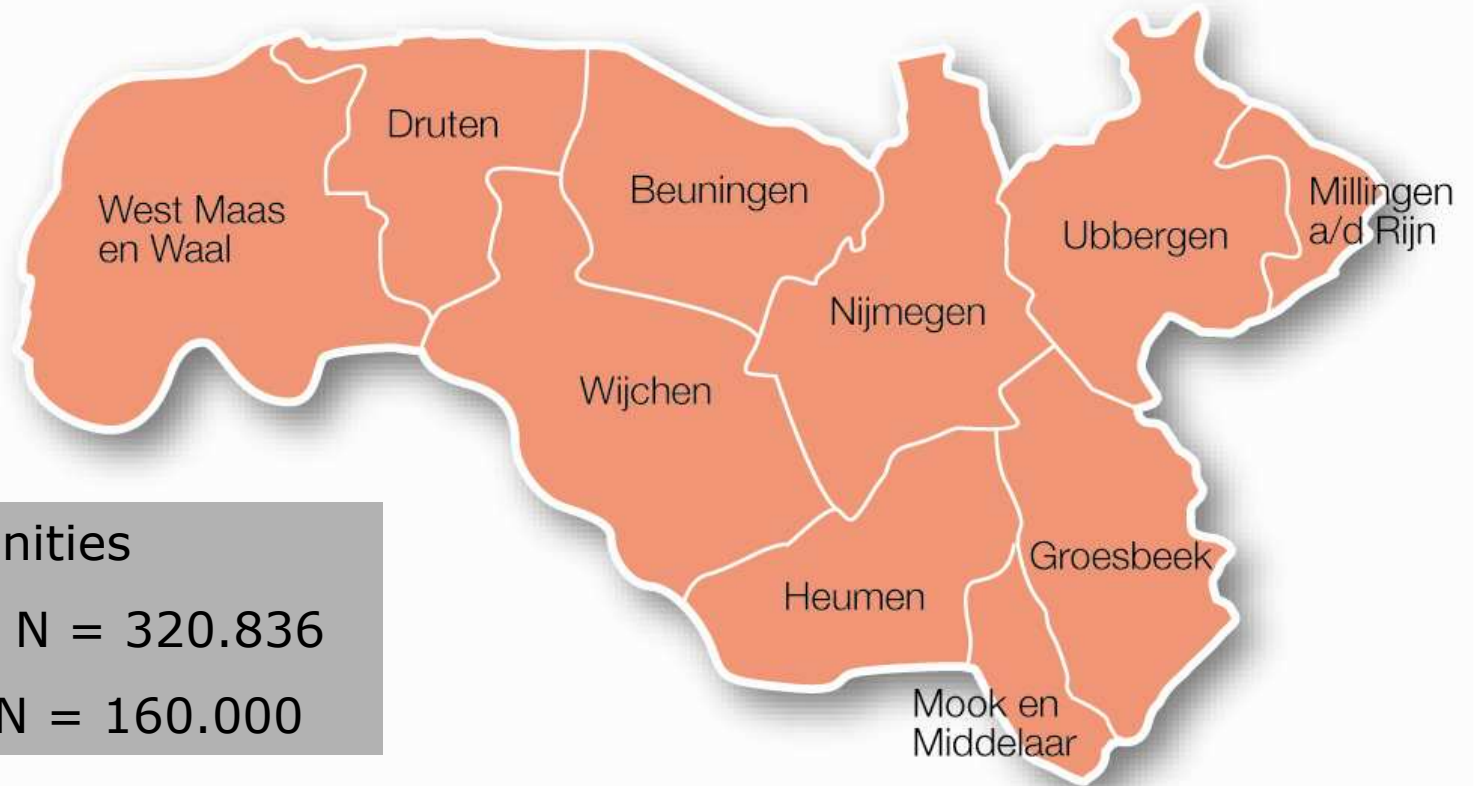 Druten
Beuningen
West Maas
en Waal
Millingen
a/d Rijn
Ubbergen
Nijmegen
Wijchen
Groesbeek
Heumen
Mook en
Middelaar
nities
N = 320.836
N = 160.000